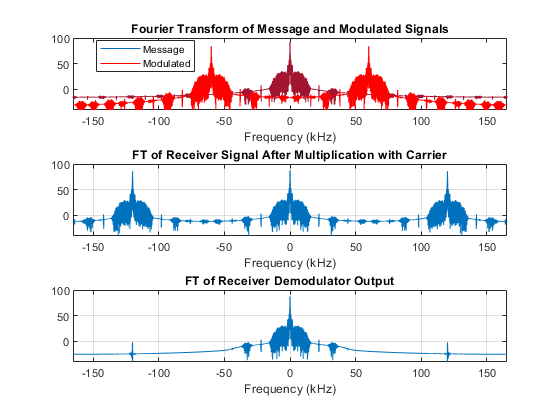 Fourier Transform of Message and Modulated Signals
100
50
0
Message
Modulated
-150 -100 -50 0 50 100 150
Frequency (kHz)
FT of Receiver Signal After Multiplication with Carrier
100
50
0
-150 -100 -50 0 50 100 150
Frequency (kHz)
FT of Receiver Demodulator Output
100
50
0
-150 -100 -50 0 50 100 150
Frequency (kHz)